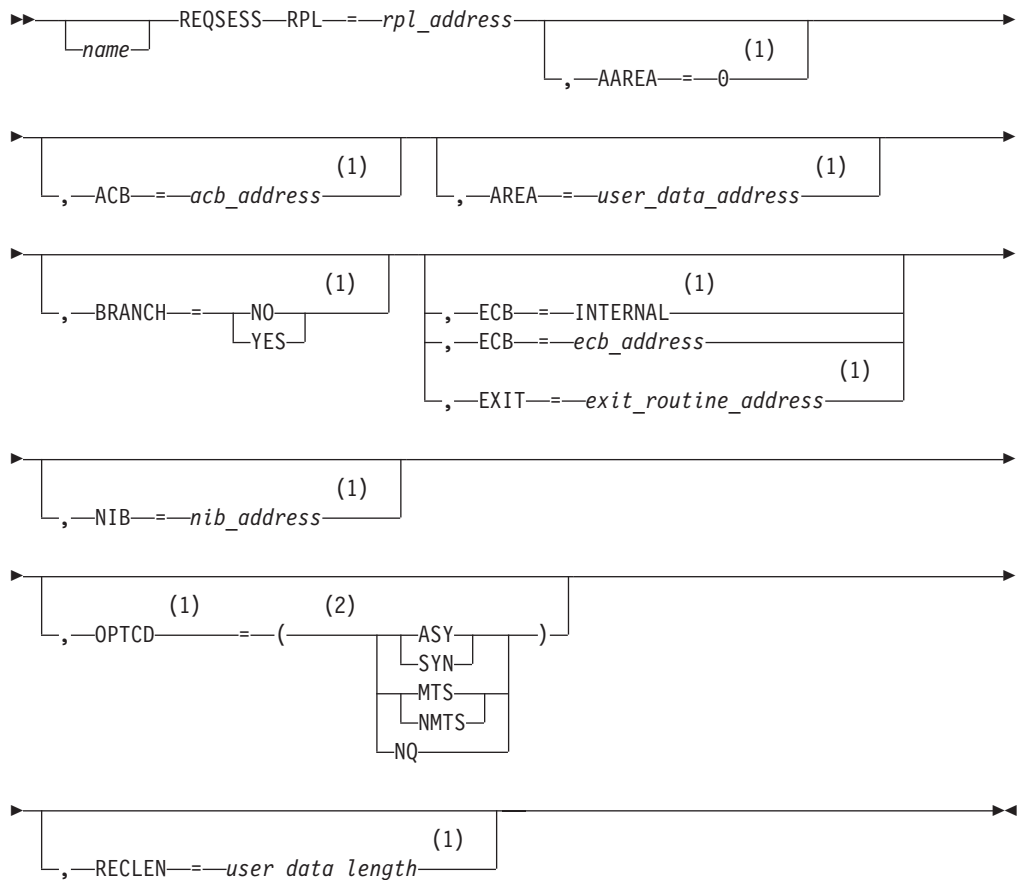 REQSESS RPL = rpl_address
name
(1)
, AAREA = 0
(1) (1)
, ACB = acb_address , AREA = user_data_address
(1) (1)
, BRANCH = NO , ECB = INTERNAL
YES , ECB = ecb_address
(1)
, EXIT = exit_routine_address
(1)
, NIB = nib_address
(1) (2)
, OPTCD = ( ASY )
SYN
MTS
NMTS
NQ
(1)
, RECLEN = user data length